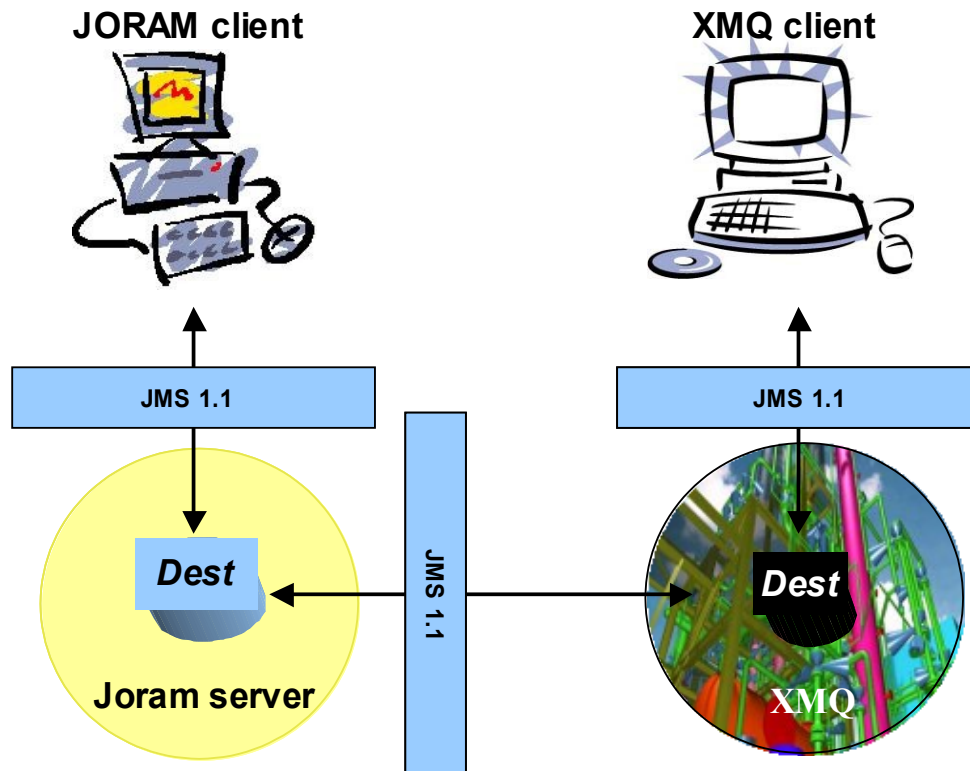 JORAM client
XMQ client
JMS 1.1
JMS 1.1
JMS 1.1
Dest
Dest
Joram server
XMQ